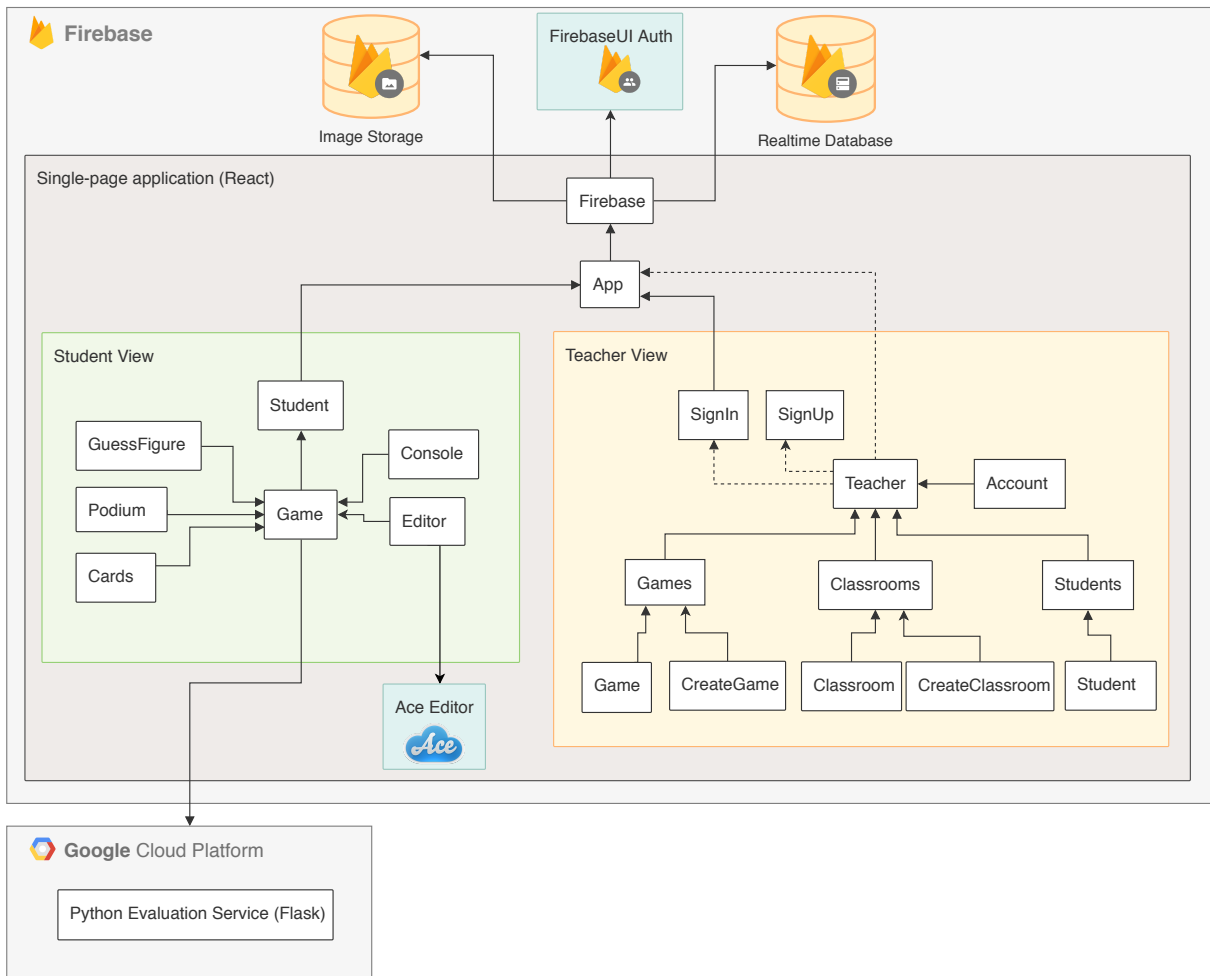 Firebase
FirebaseUI Auth
Image Storage
Realtime Database
Single-page application (React)
Firebase
App
Student View
Student
GuessFigure
Console
Podium
Game
Editor
Cards
Ace Editor
Ace
Teacher View
SignIn
SignUp
Teacher
Account
Games
Classrooms
Students
Game
CreateGame
Classroom
CreateClassroom
Student
Google Cloud Platform
Python Evaluation Service (Flask)